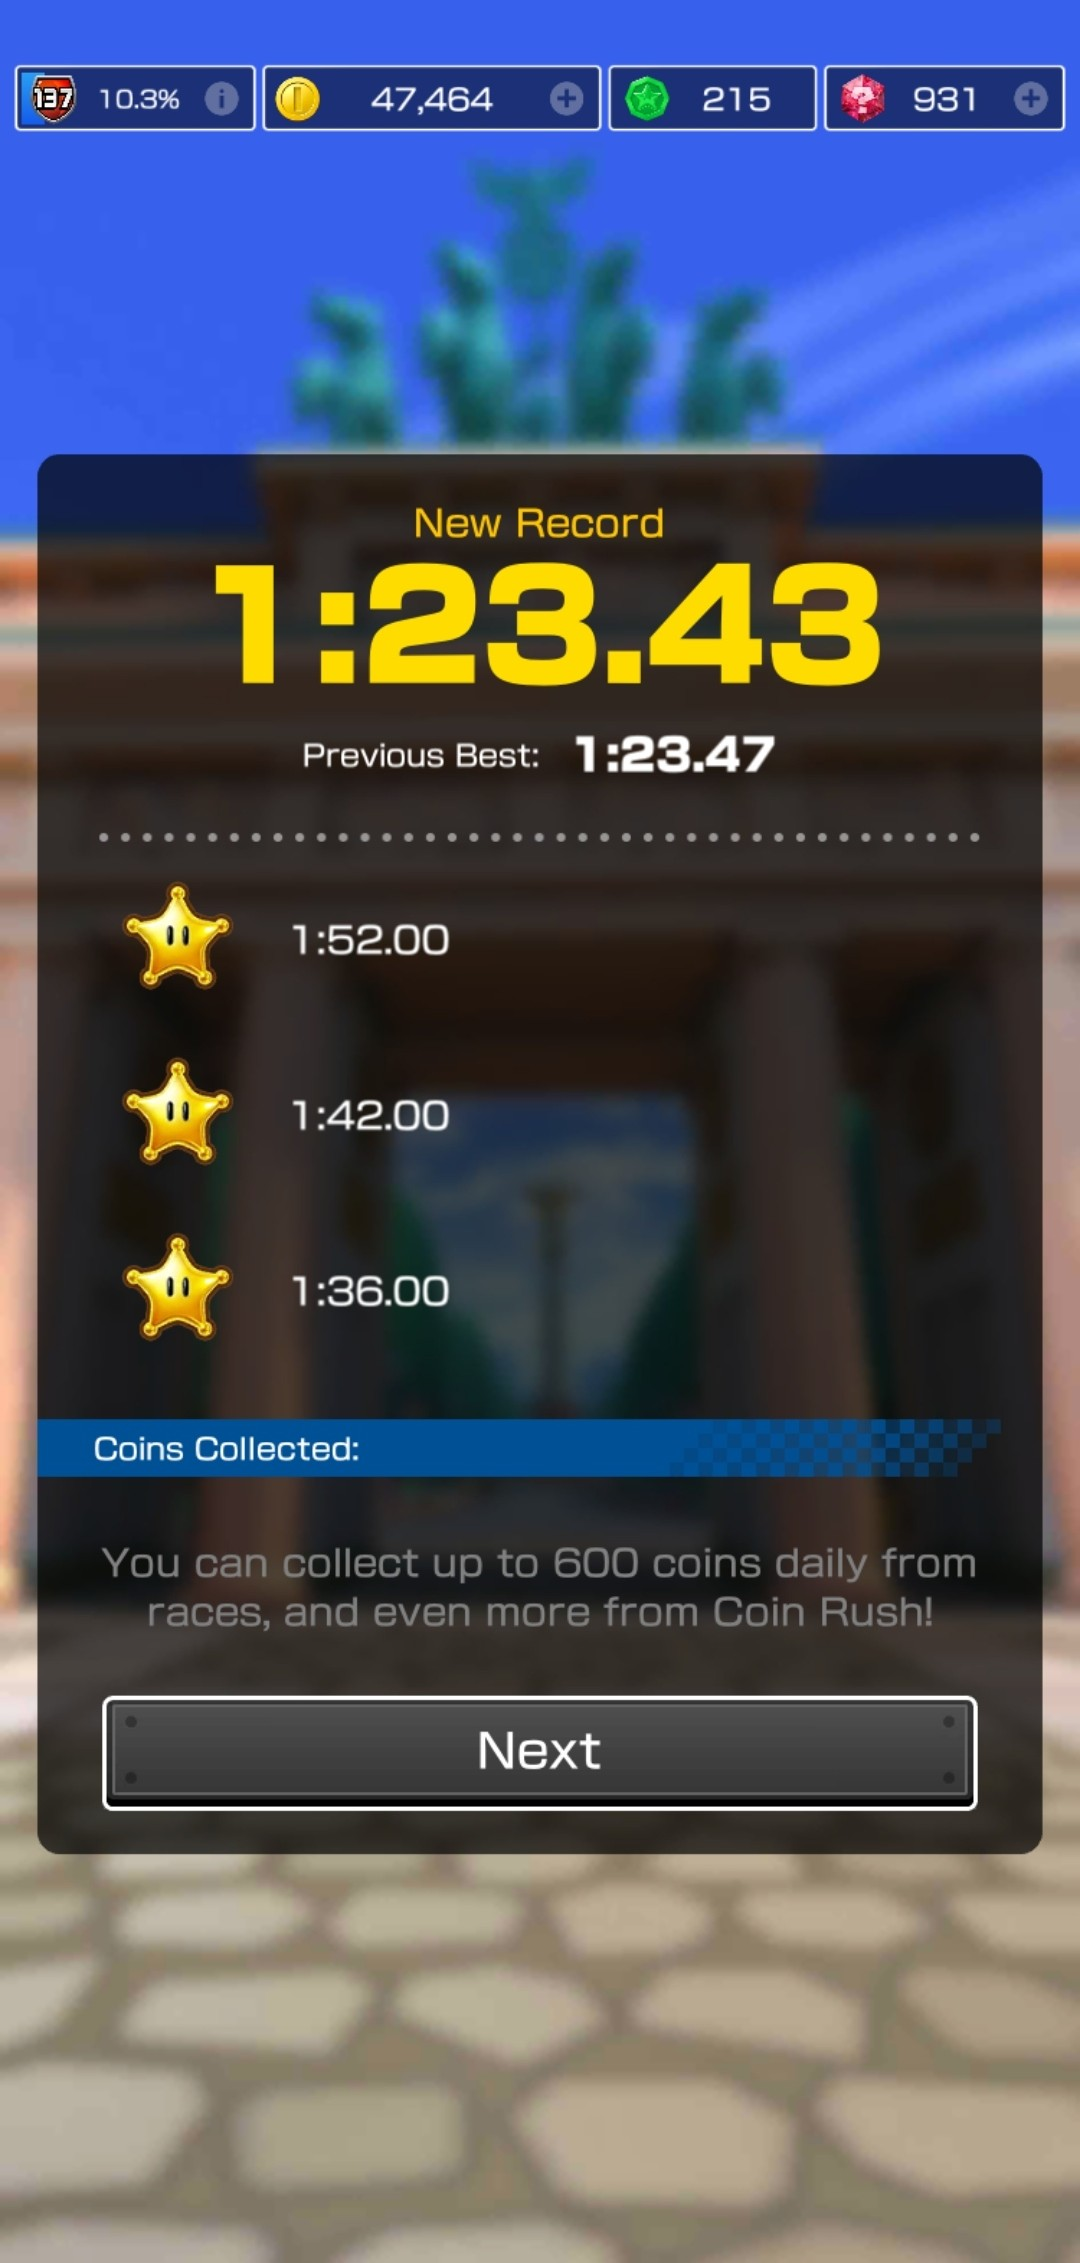 137 10.3% i 47,464 + 215 ? 931 +
New Record
1:23.43
Previous Best: 1:23.47
1:52.00
1:42.00
1:36.00
Coins Collected:
You can collect up to 600 coins daily from
races, and even more from Coin Rush!
Next